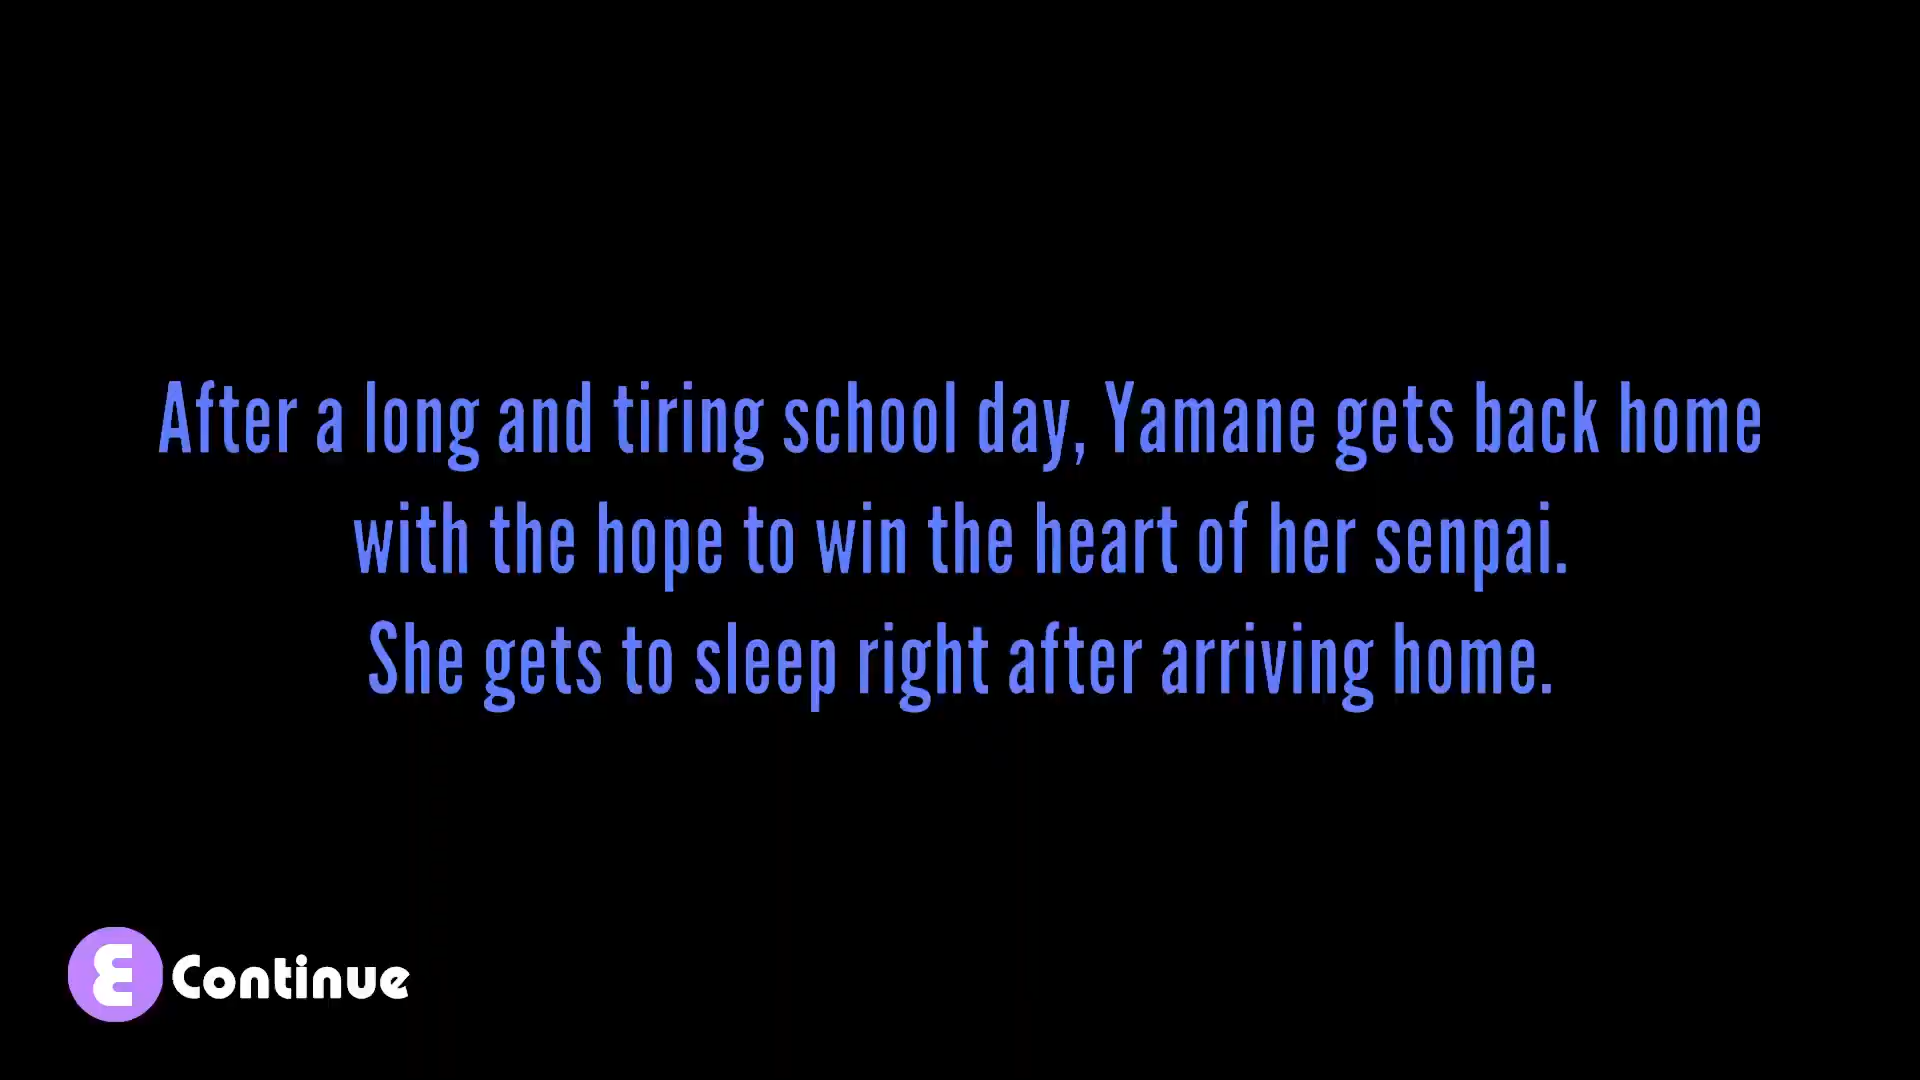 After a long and tiring school day, Yamane gets back home
with the hope to win the heart of her senpai.
She gets to sleep right after arriving home.
E Continue